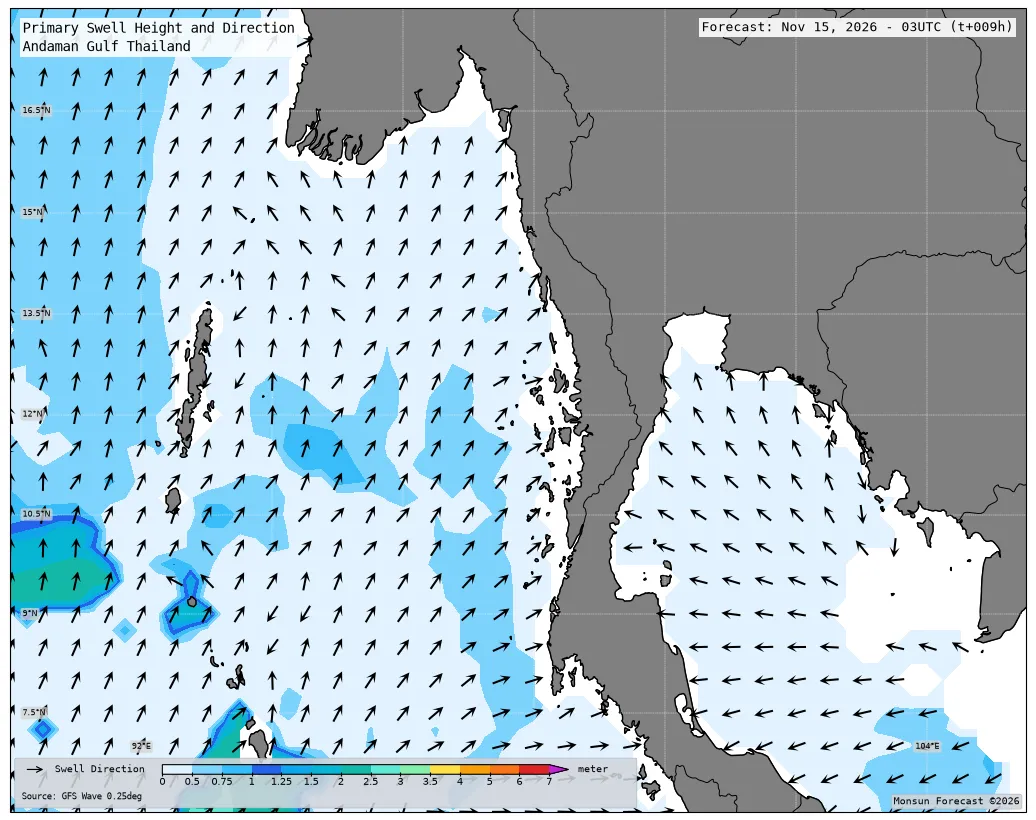 Primary Swell Height and Direction
Andaman Gulf Thailand
Forecast: Nov 15, 2026 - 03UTC (t+009h)
16.5°N
15°N
13.5°N
12°N
10.5°N
9°N
7.5°N
92°E
104°E
Swell Direction
0 0.5 0.75 1 1.25 1.5 2 2.5 3 3.5 4 5 6 7
meter
Source: GFS Wave 0.25deg
Monsun Forecast ©2026